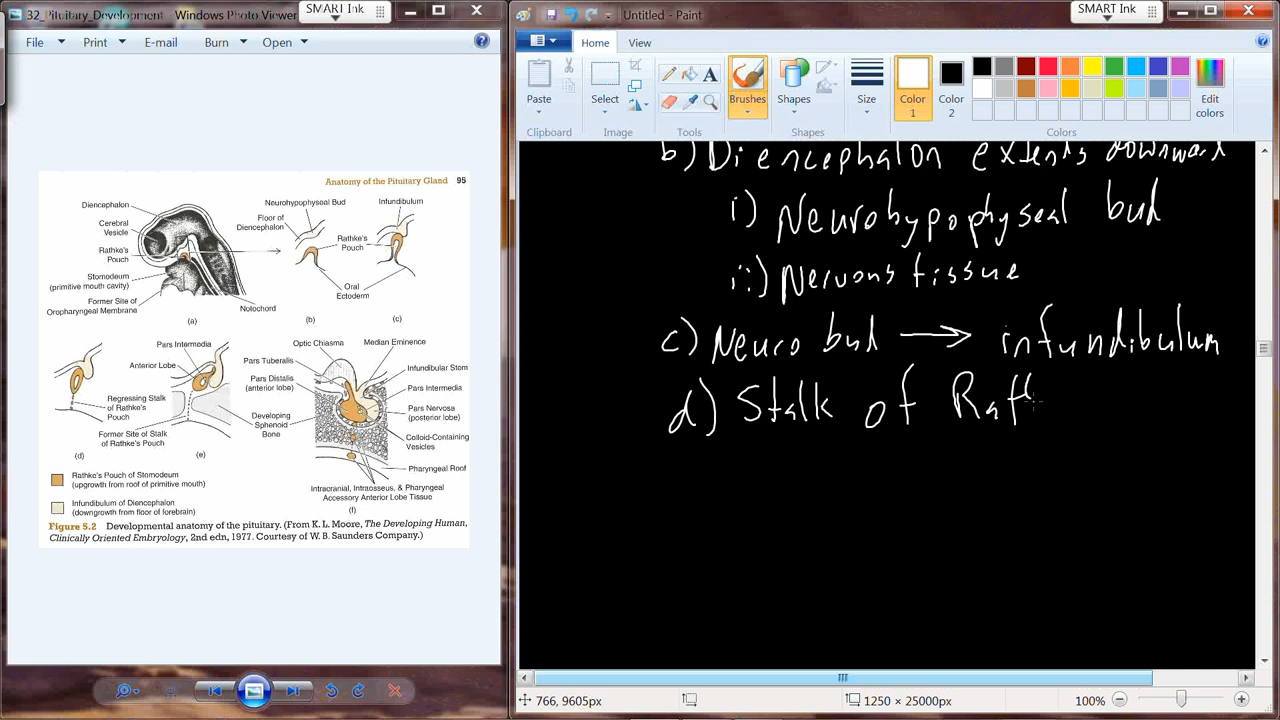 32_Pituitary_Development - Windows Photo Viewer
SMART Ink
File Print E-mail Burn Open
Anatomy of the Pituitary Gland 95
Diencephalon
Cerebral
Vesicle
Rathke's
Pouch
Stomodeum
(primitive mouth cavity)
Former Site of
Oropharyngeal Membrane
Notochord
(a)
Neurohypophyseal Bud
Floor of
Diencephalon
Rathke's
Pouch
Oral
Ectoderm
(b)
Infundibulum
(c)
Regressing Stalk
of Rathke's
Pouch
(d)
Pars Intermedia
Anterior Lobe
Former Site of Stalk
of Rathke's Pouch
Developing
Sphenoid
Bone
(e)
Optic Chiasma
Median Eminence
Pars Tuberalis
Pars Distalis
(anterior lobe)
Infundibular Stem
Pars Intermedia
Pars Nervosa
(posterior lobe)
Colloid-Containing
Vesicles
Pharyngeal Roof
Intracranial, Intraosseus, & Pharyngeal
Accessory Anterior Lobe Tissue
(f)
Rathke's Pouch of Stomodeum
(upgrowth from roof of primitive mouth)
Infundibulum of Diencephalon
(downgrowth from floor of forebrain)
Figure 5.2 Developmental anatomy of the pituitary. (From K. L. Moore, The Developing Human,
Clinically Oriented Embryology, 2nd edn, 1977. Courtesy of W. B. Saunders Company.)
Untitled - Paint
SMART Ink
Home View
Paste
Clipboard
Select
Image
A
Tools
Brushes
Shapes
Shapes
Size
Color
1
Color
2
Edit
colors
Colors
b) Diencephalon extends downward
i) Neurohypophyseal bud
ii) Nervous tissue
c) Neuro bud → infundibulum
d) Stalk of Rath
766, 9605px
1250 × 25000px
100%